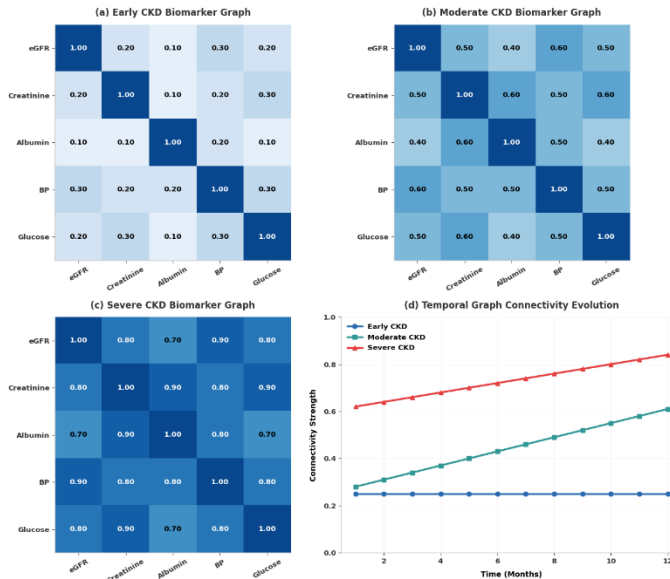 (a) Early CKD Biomarker Graph
eGFR 1.00 0.20 0.10 0.30 0.20
Creatinine 0.20 1.00 0.10 0.20 0.30
Albumin 0.10 0.10 1.00 0.20 0.10
BP 0.30 0.20 0.20 1.00 0.30
Glucose 0.20 0.30 0.10 0.30 1.00
eGFR Creatinine Albumin BP Glucose
(b) Moderate CKD Biomarker Graph
eGFR 1.00 0.50 0.40 0.60 0.50
Creatinine 0.50 1.00 0.60 0.50 0.60
Albumin 0.40 0.60 1.00 0.50 0.40
BP 0.60 0.50 0.50 1.00 0.50
Glucose 0.50 0.60 0.40 0.50 1.00
eGFR Creatinine Albumin BP Glucose
(c) Severe CKD Biomarker Graph
eGFR 1.00 0.80 0.70 0.90 0.80
Creatinine 0.80 1.00 0.90 0.80 0.90
Albumin 0.70 0.90 1.00 0.80 0.70
BP 0.90 0.80 0.80 1.00 0.80
Glucose 0.80 0.90 0.70 0.80 1.00
eGFR Creatinine Albumin BP Glucose
(d) Temporal Graph Connectivity Evolution
Early CKD
Moderate CKD
Severe CKD
Connectivity Strength
1.0
0.8
0.6
0.4
0.2
0.0
2 4 6 8 10 12
Time (Months)